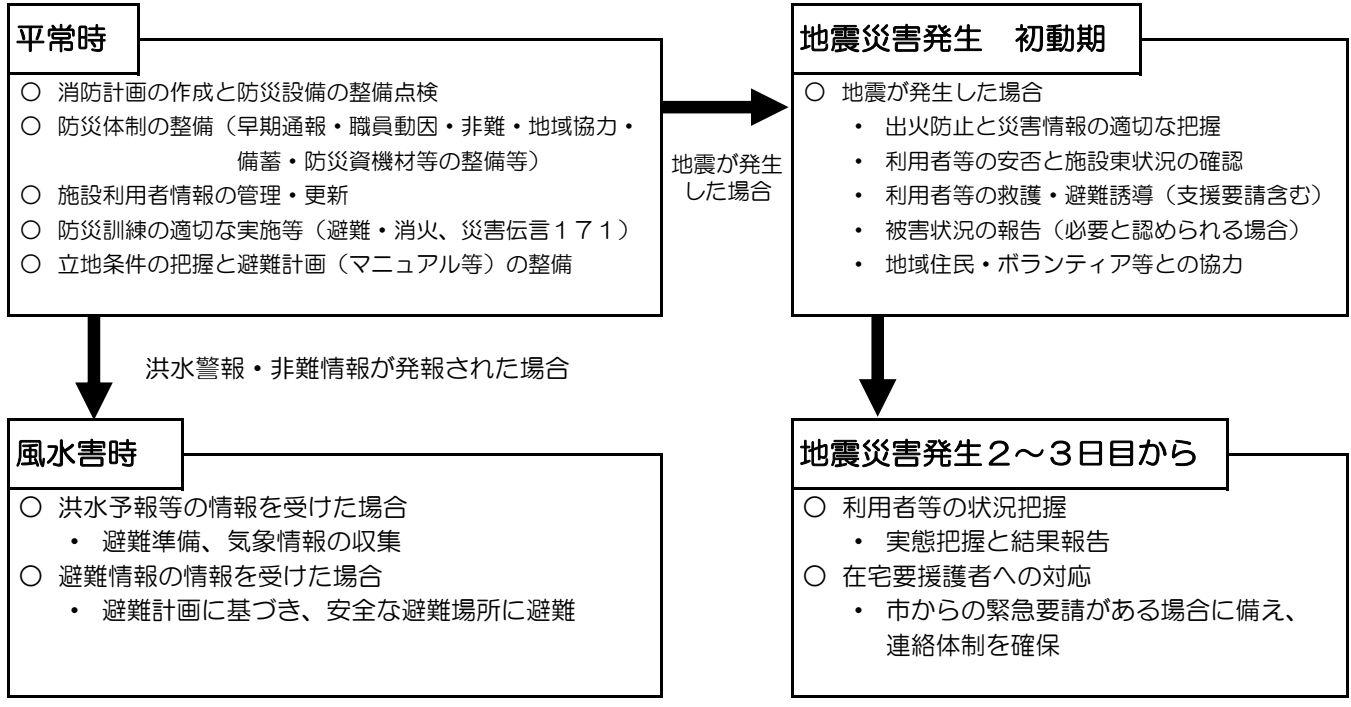 平常時
○ 消防計画の作成と防災設備の整備点検
○ 防災体制の整備（早期通報・職員動因・非難・地域協力・
備蓄・防災資機材等の整備等）
○ 施設利用者情報の管理・更新
○ 防災訓練の適切な実施等（避難・消火、災害伝言１７１）
○ 立地条件の把握と避難計画（マニュアル等）の整備
地震が発生
した場合
地震災害発生　初動期
○ 地震が発生した場合
・ 出火防止と災害情報の適切な把握
・ 利用者等の安否と施設東状況の確認
・ 利用者等の救護・避難誘導（支援要請含む）
・ 被害状況の報告（必要と認められる場合）
・ 地域住民・ボランティア等との協力
洪水警報・非難情報が発報された場合
風水害時
○ 洪水予報等の情報を受けた場合
・ 避難準備、気象情報の収集
○ 避難情報の情報を受けた場合
・ 避難計画に基づき、安全な避難場所に避難
地震災害発生２～３日目から
○ 利用者等の状況把握
・ 実態把握と結果報告
○ 在宅要援護者への対応
・ 市からの緊急要請がある場合に備え、
連絡体制を確保